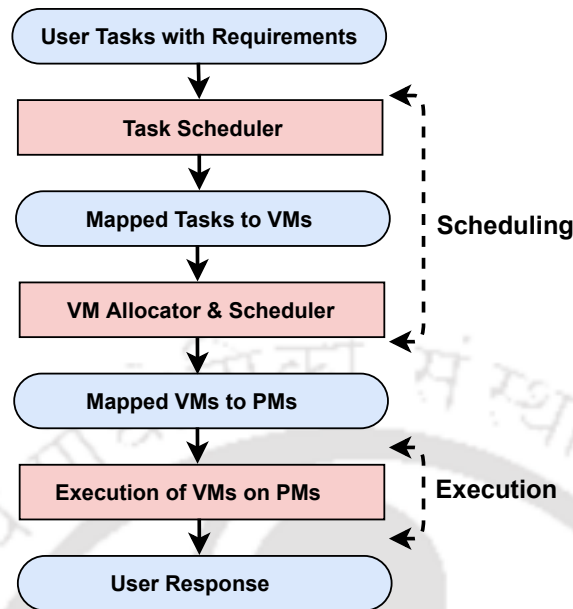 User Tasks with Requirements
Task Scheduler
Mapped Tasks to VMs
Scheduling
VM Allocator & Scheduler
Mapped VMs to PMs
Execution of VMs on PMs
Execution
User Response